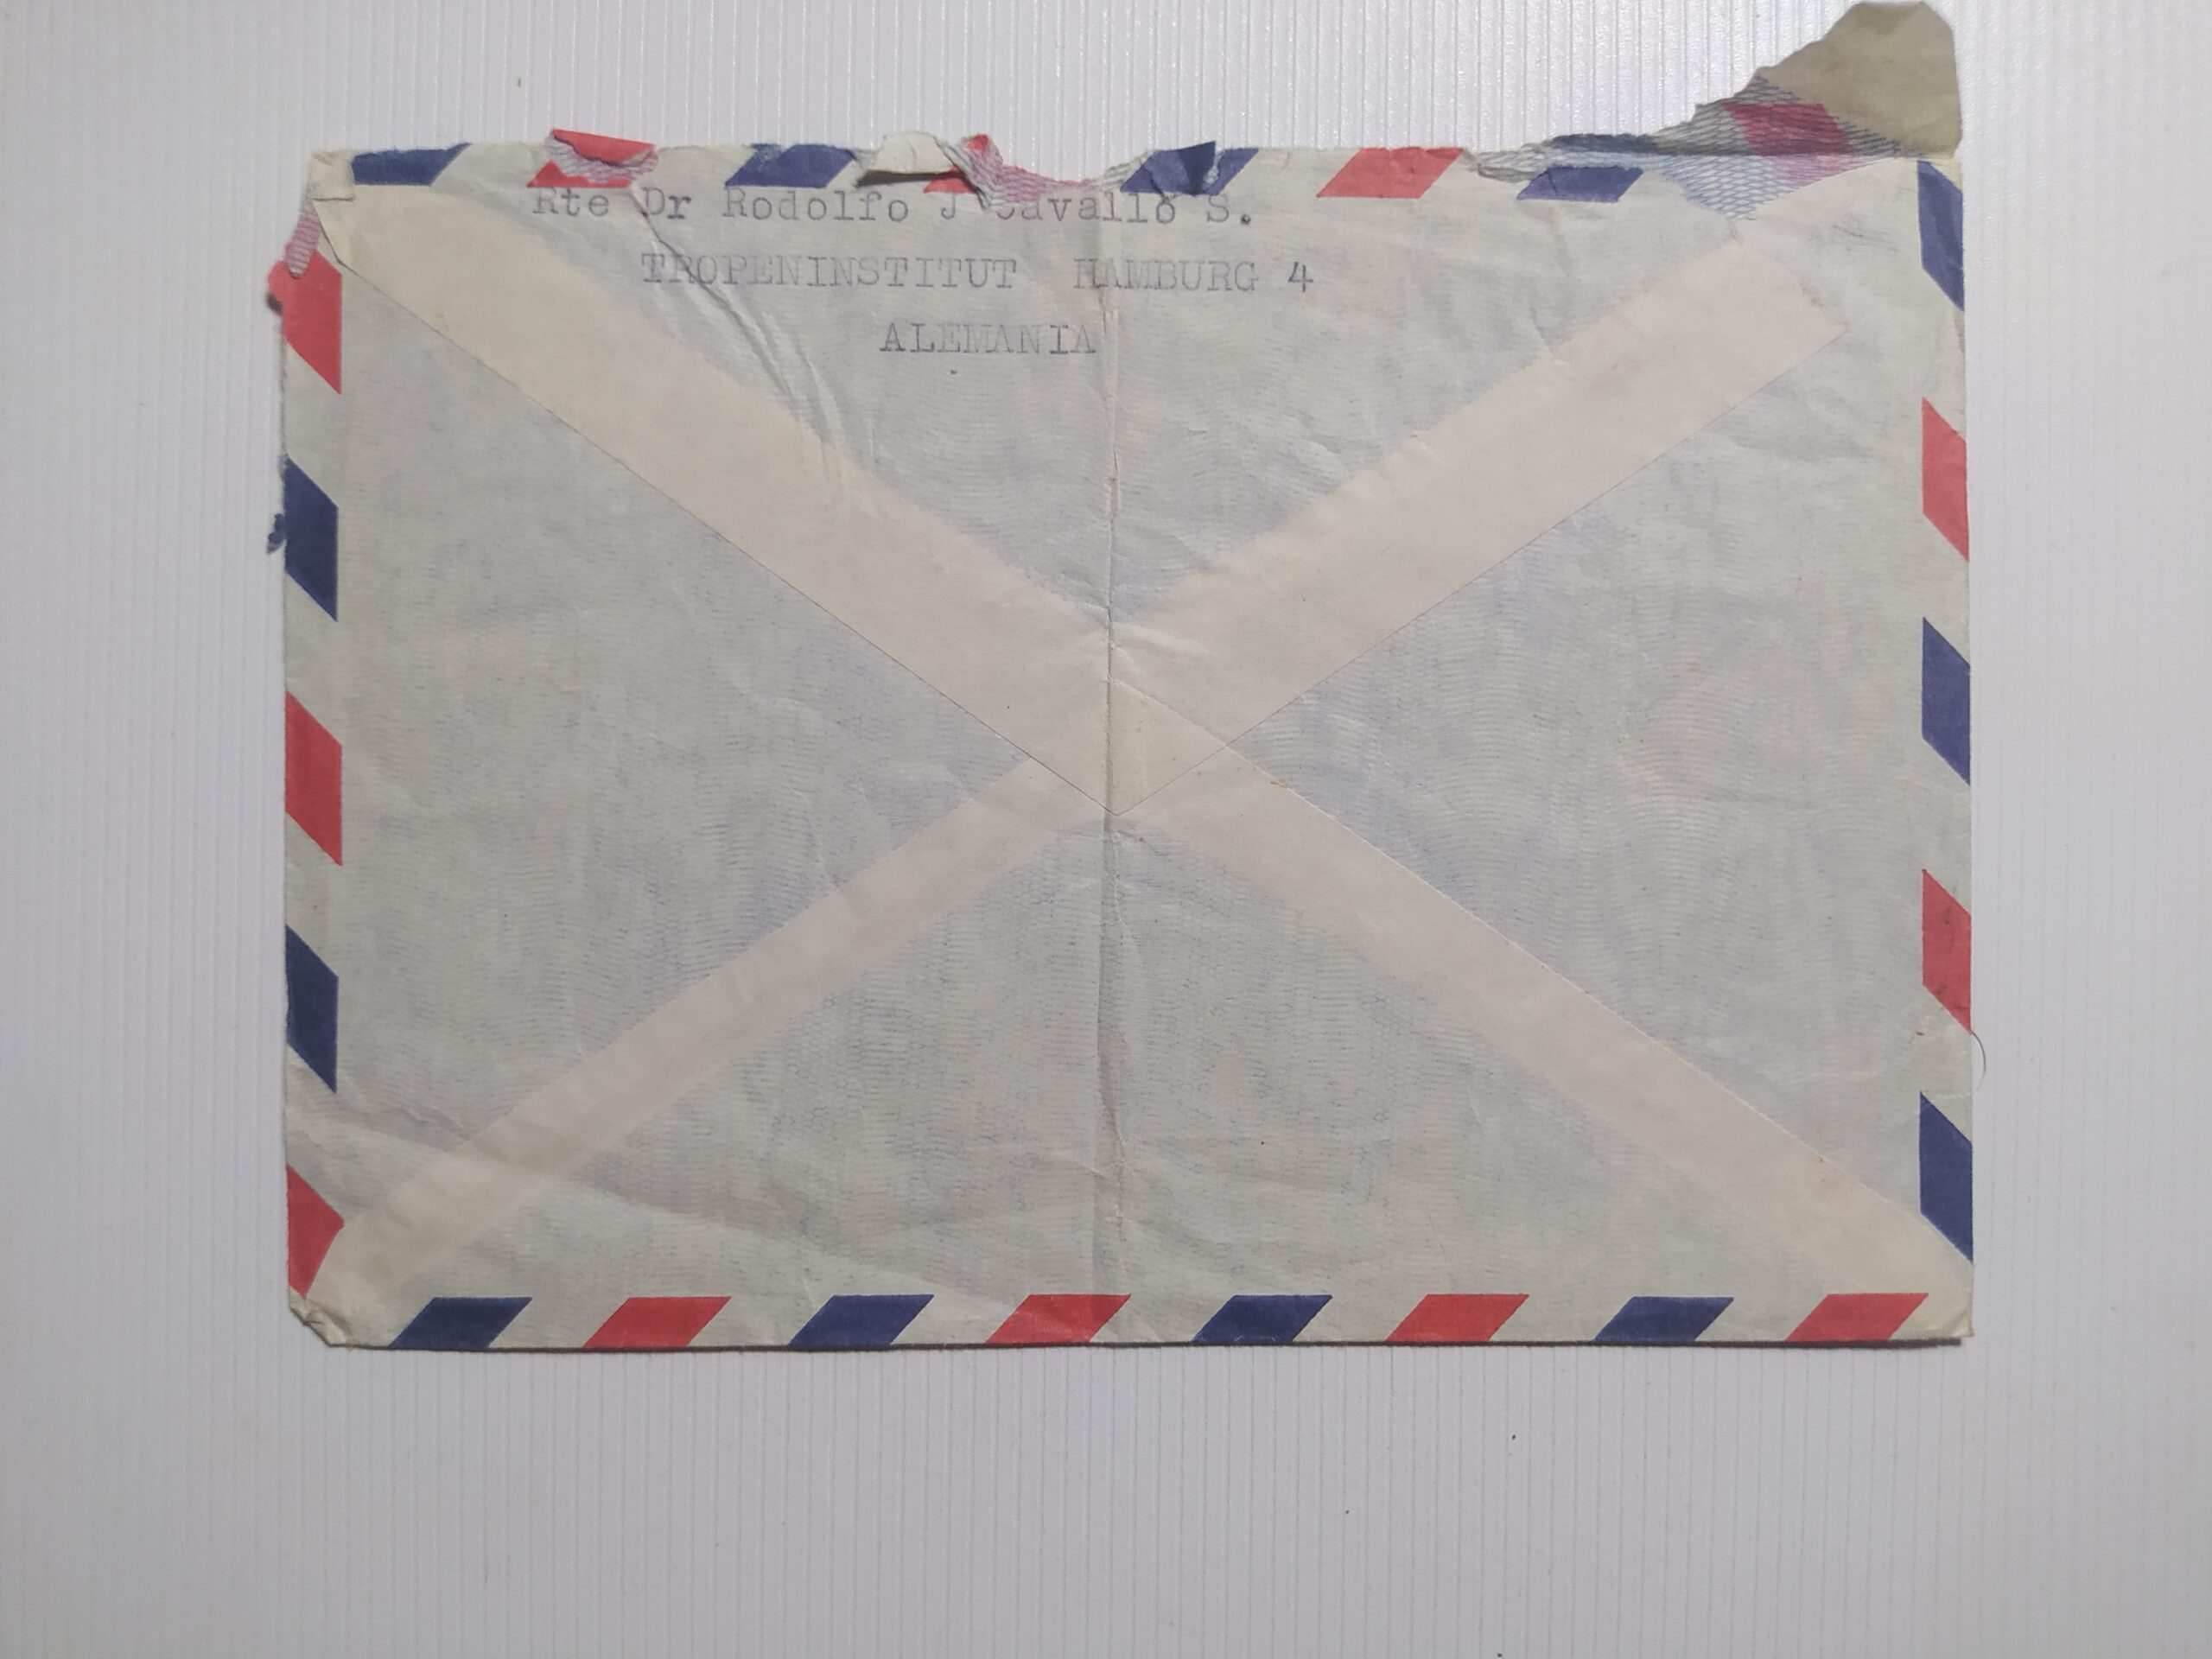 Rte Dr Rodolfo J Cavallo S.
TROPENINSTITUT HAMBURG 4
ALEMANIA